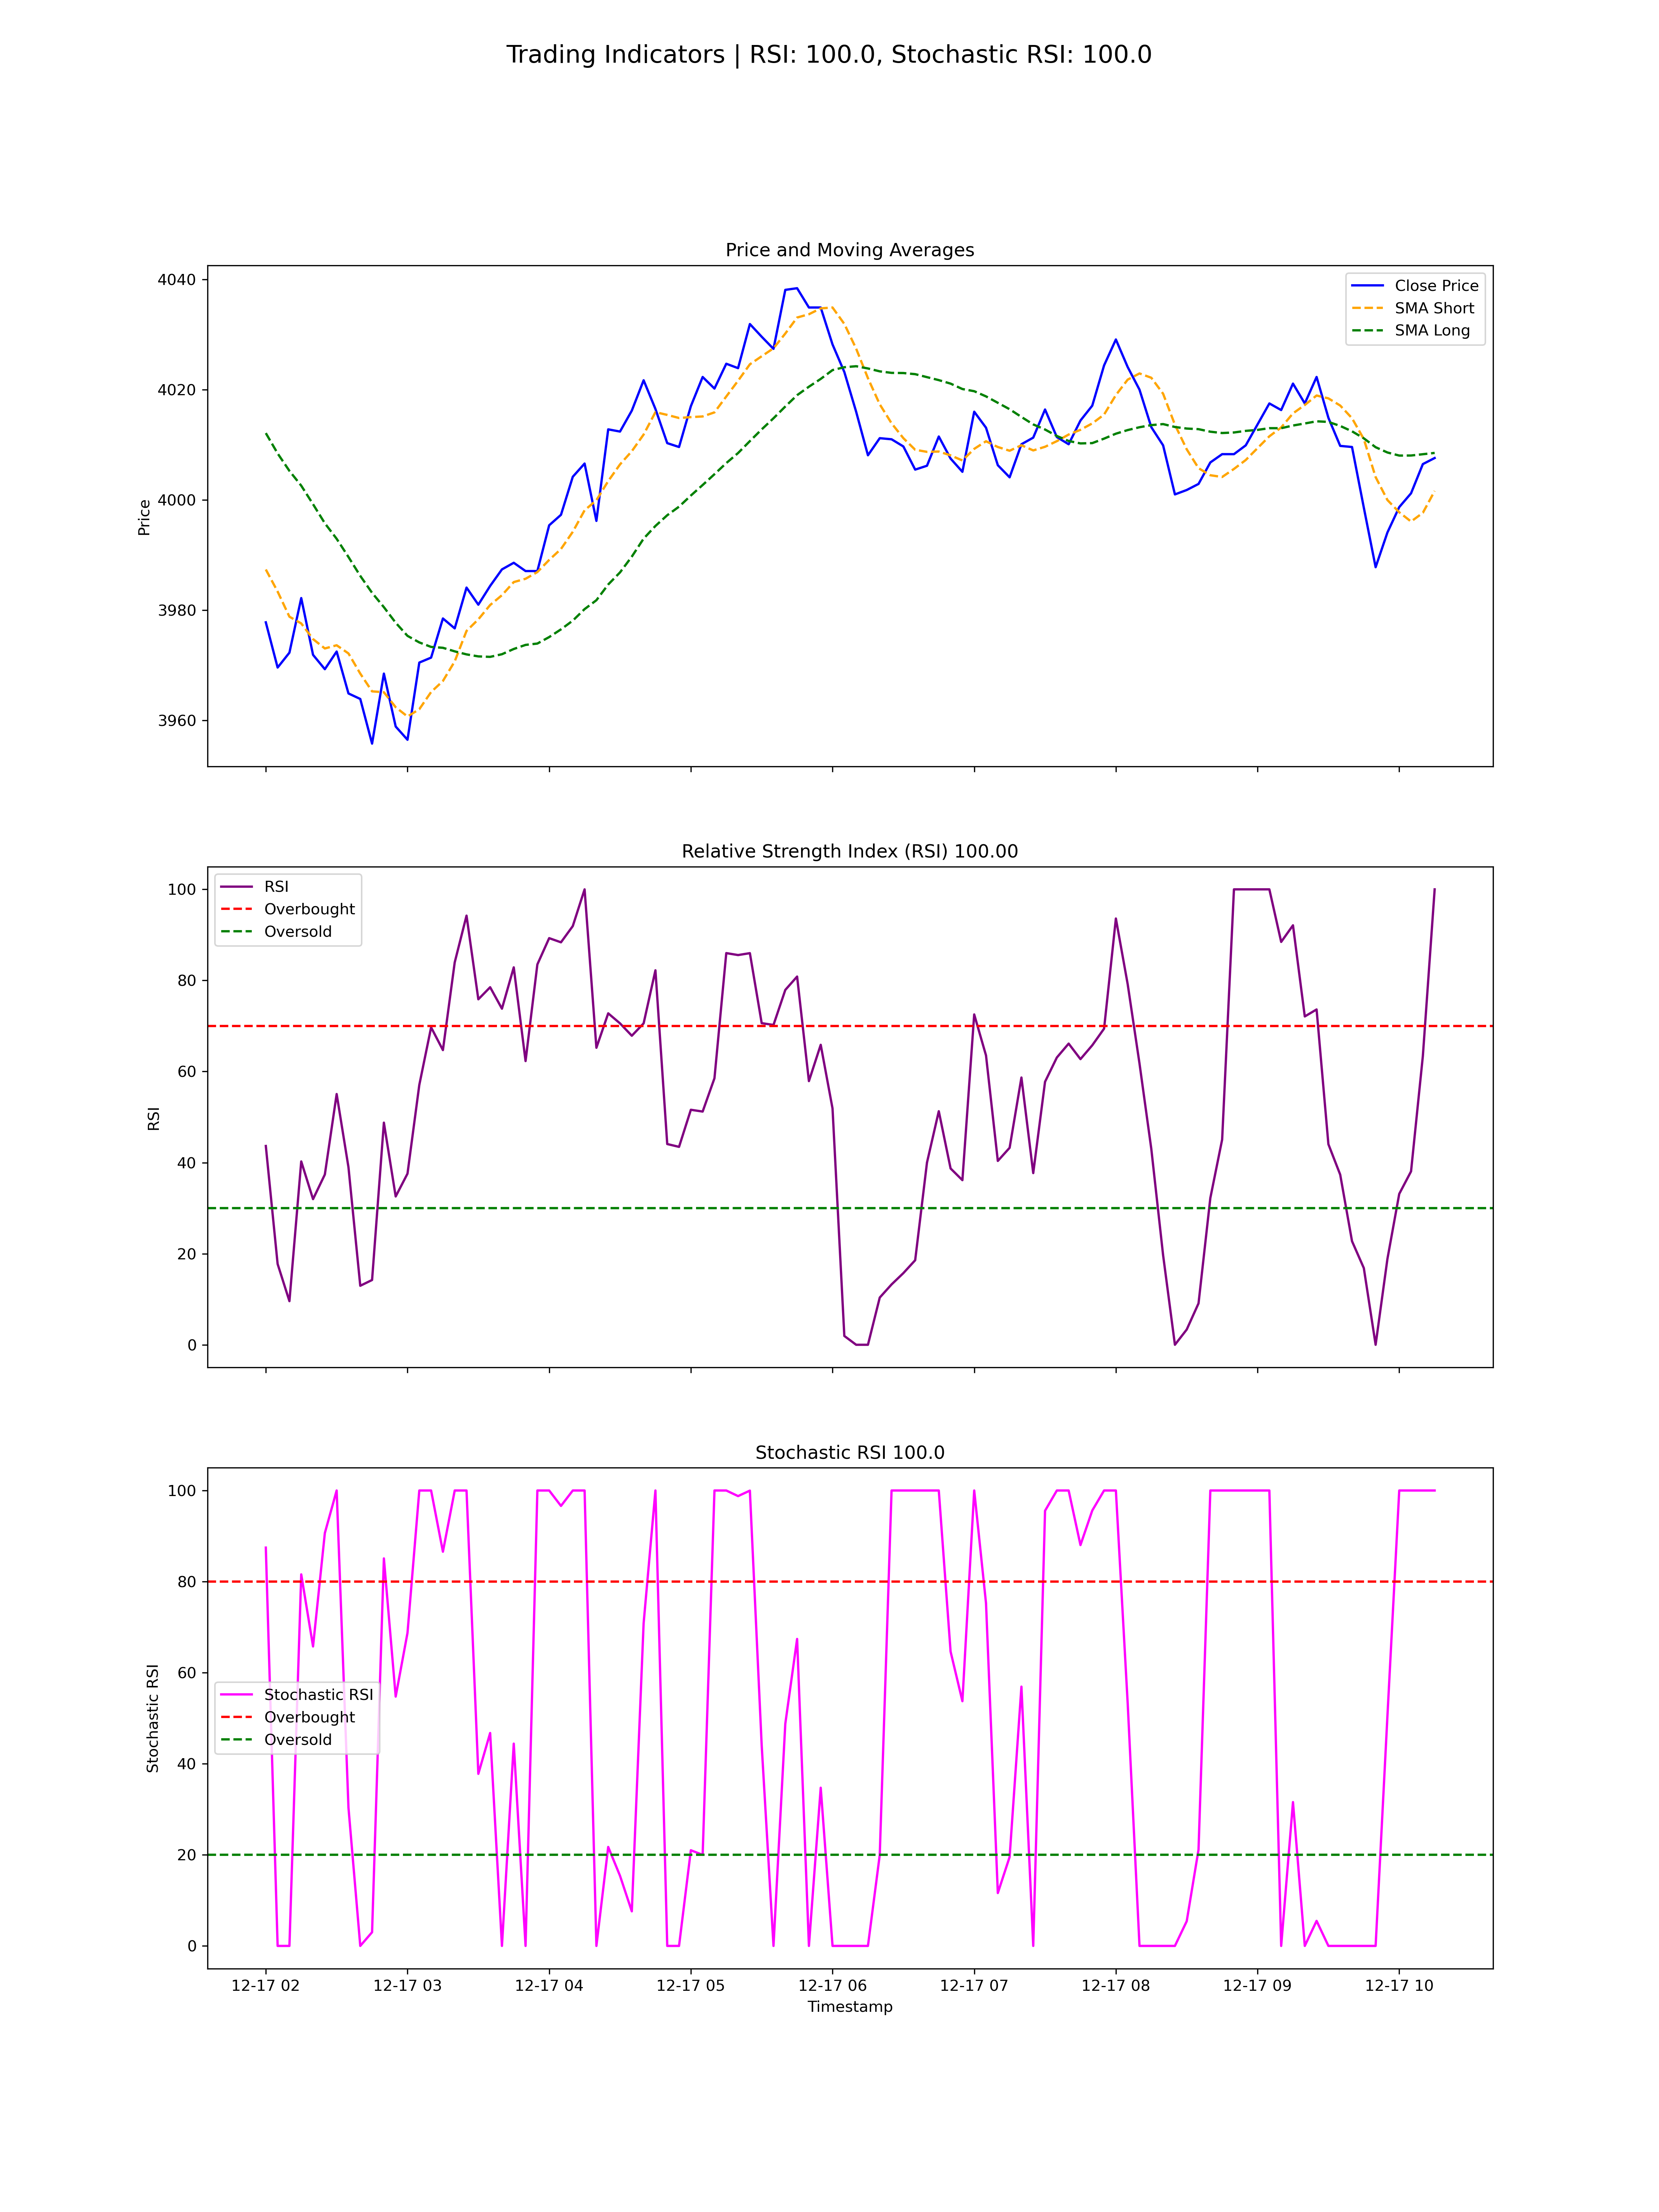 Trading Indicators | RSI: 100.0, Stochastic RSI: 100.0
Price and Moving Averages
4040
4020
4000
3980
3960
Price
Close Price
SMA Short
SMA Long
Relative Strength Index (RSI) 100.00
100
80
60
40
20
0
RSI
RSI
Overbought
Oversold
Stochastic RSI 100.0
100
80
60
40
20
0
Stochastic RSI
Stochastic RSI
Overbought
Oversold
12-17 02 12-17 03 12-17 04 12-17 05 12-17 06 12-17 07 12-17 08 12-17 09 12-17 10
Timestamp